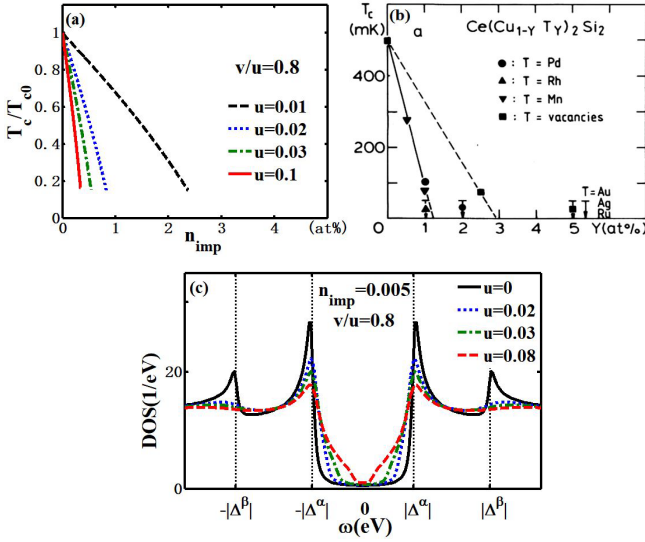 (a)
v/u=0.8
u=0.01
u=0.02
u=0.03
u=0.1
T_c/T_c0
1
0.8
0.6
0.4
0.2
0
0
1
2
3
4
(at%)
n_imp
(b)
T_c
(mK)
a
Ce(Cu_1-Y T_Y)_2Si_2
: T = Pd
: T = Rh
: T = Mn
: T = vacancies
400
200
T=Au
Ag
Ru
0
1
2
3
4
5
Y(at%)
(c)
n_imp=0.005
v/u=0.8
u=0
u=0.02
u=0.03
u=0.08
DOS(1/eV)
20
0
-|Δ^β|
-|Δ^α|
0
|Δ^α|
|Δ^β|
ω(eV)